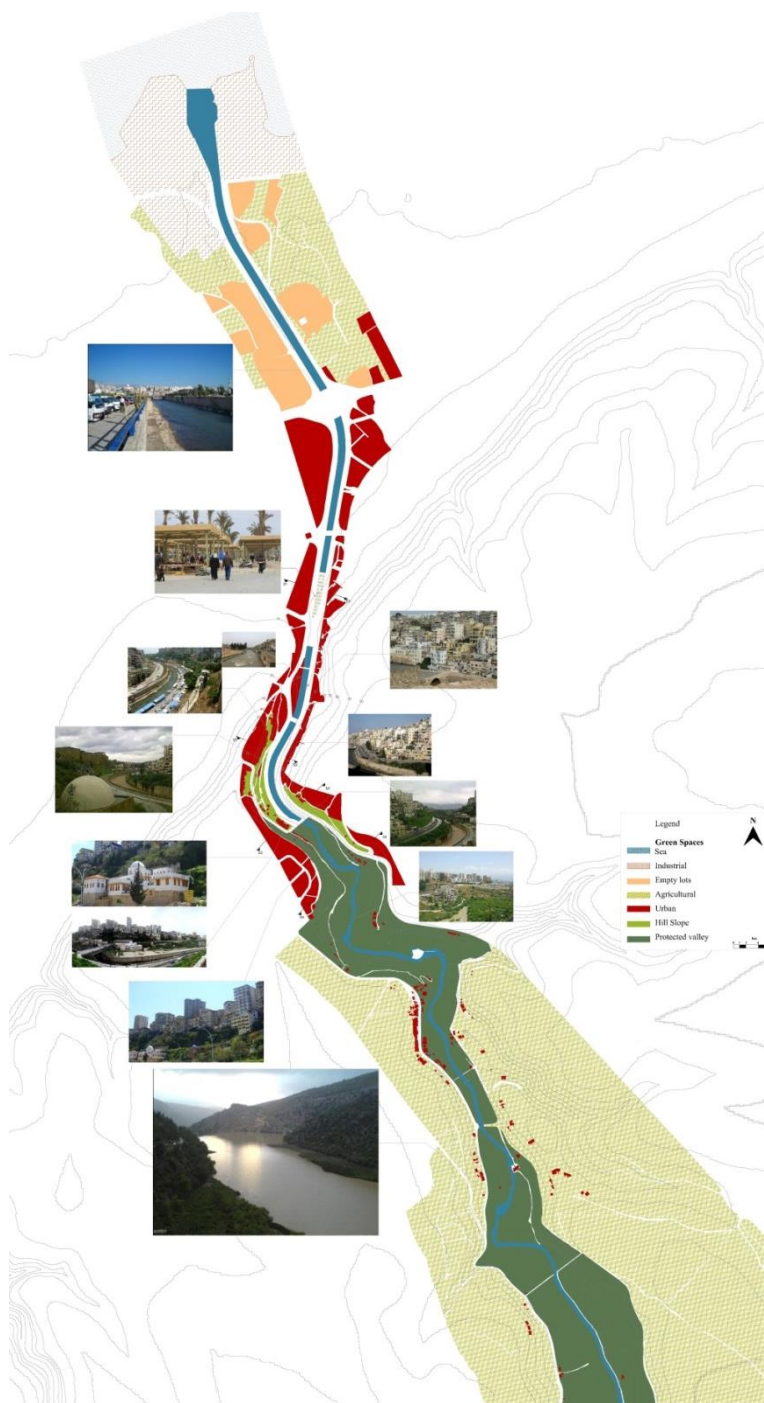 Legend
N
Green Spaces
Sea
Industrial
Empty lots
Agricultural
Urban
Hill Slope
Protected valley